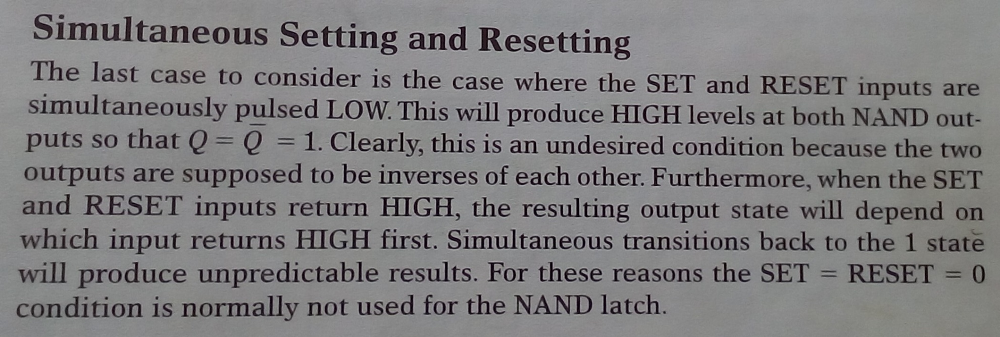 Simultaneous Setting and Resetting
The last case to consider is the case where the SET and RESET inputs are
simultaneously pulsed LOW. This will produce HIGH levels at both NAND out-
puts so that Q = Q̅ = 1. Clearly, this is an undesired condition because the two
outputs are supposed to be inverses of each other. Furthermore, when the SET
and RESET inputs return HIGH, the resulting output state will depend on
which input returns HIGH first. Simultaneous transitions back to the 1 state
will produce unpredictable results. For these reasons the SET = RESET = 0
condition is normally not used for the NAND latch.